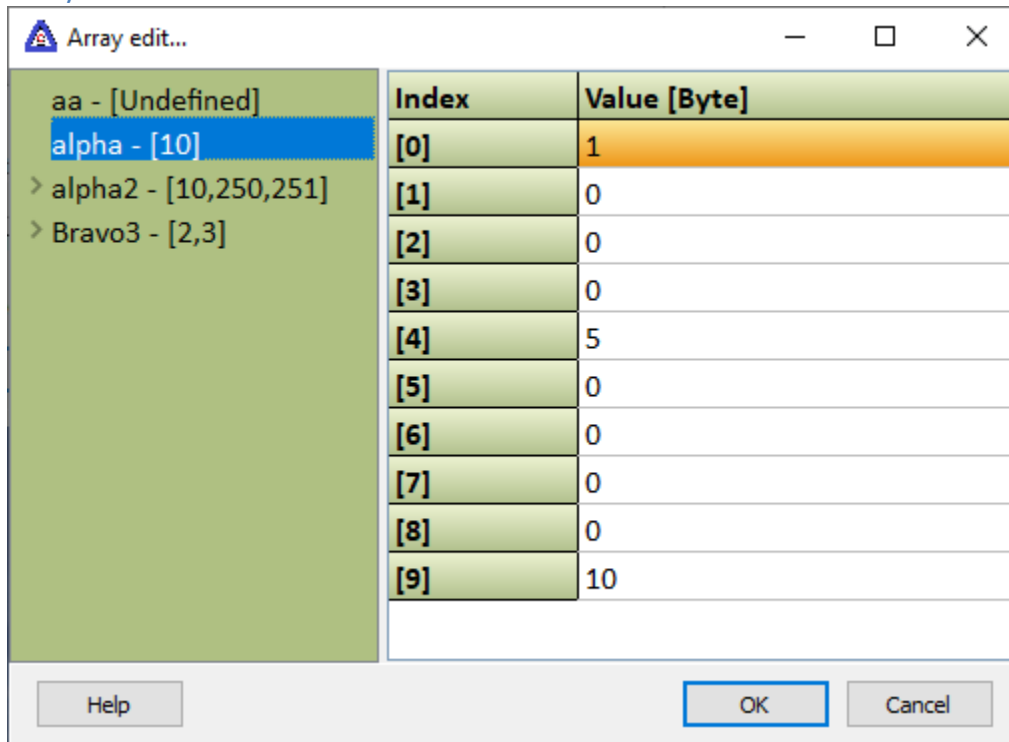 Array edit...
aa - [Undefined]
alpha - [10]
alpha2 - [10,250,251]
Bravo3 - [2,3]
Index Value [Byte]
[0] 1
[1] 0
[2] 0
[3] 0
[4] 5
[5] 0
[6] 0
[7] 0
[8] 0
[9] 10
Help OK Cancel